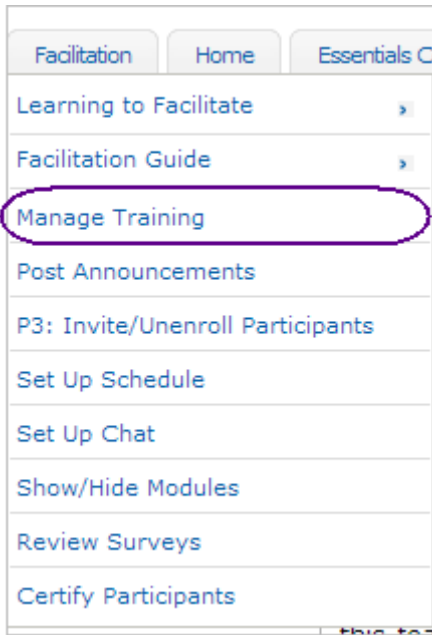 Facilitation Home Essentials C
Learning to Facilitate
Facilitation Guide
Manage Training
Post Announcements
P3: Invite/Unenroll Participants
Set Up Schedule
Set Up Chat
Show/Hide Modules
Review Surveys
Certify Participants
this